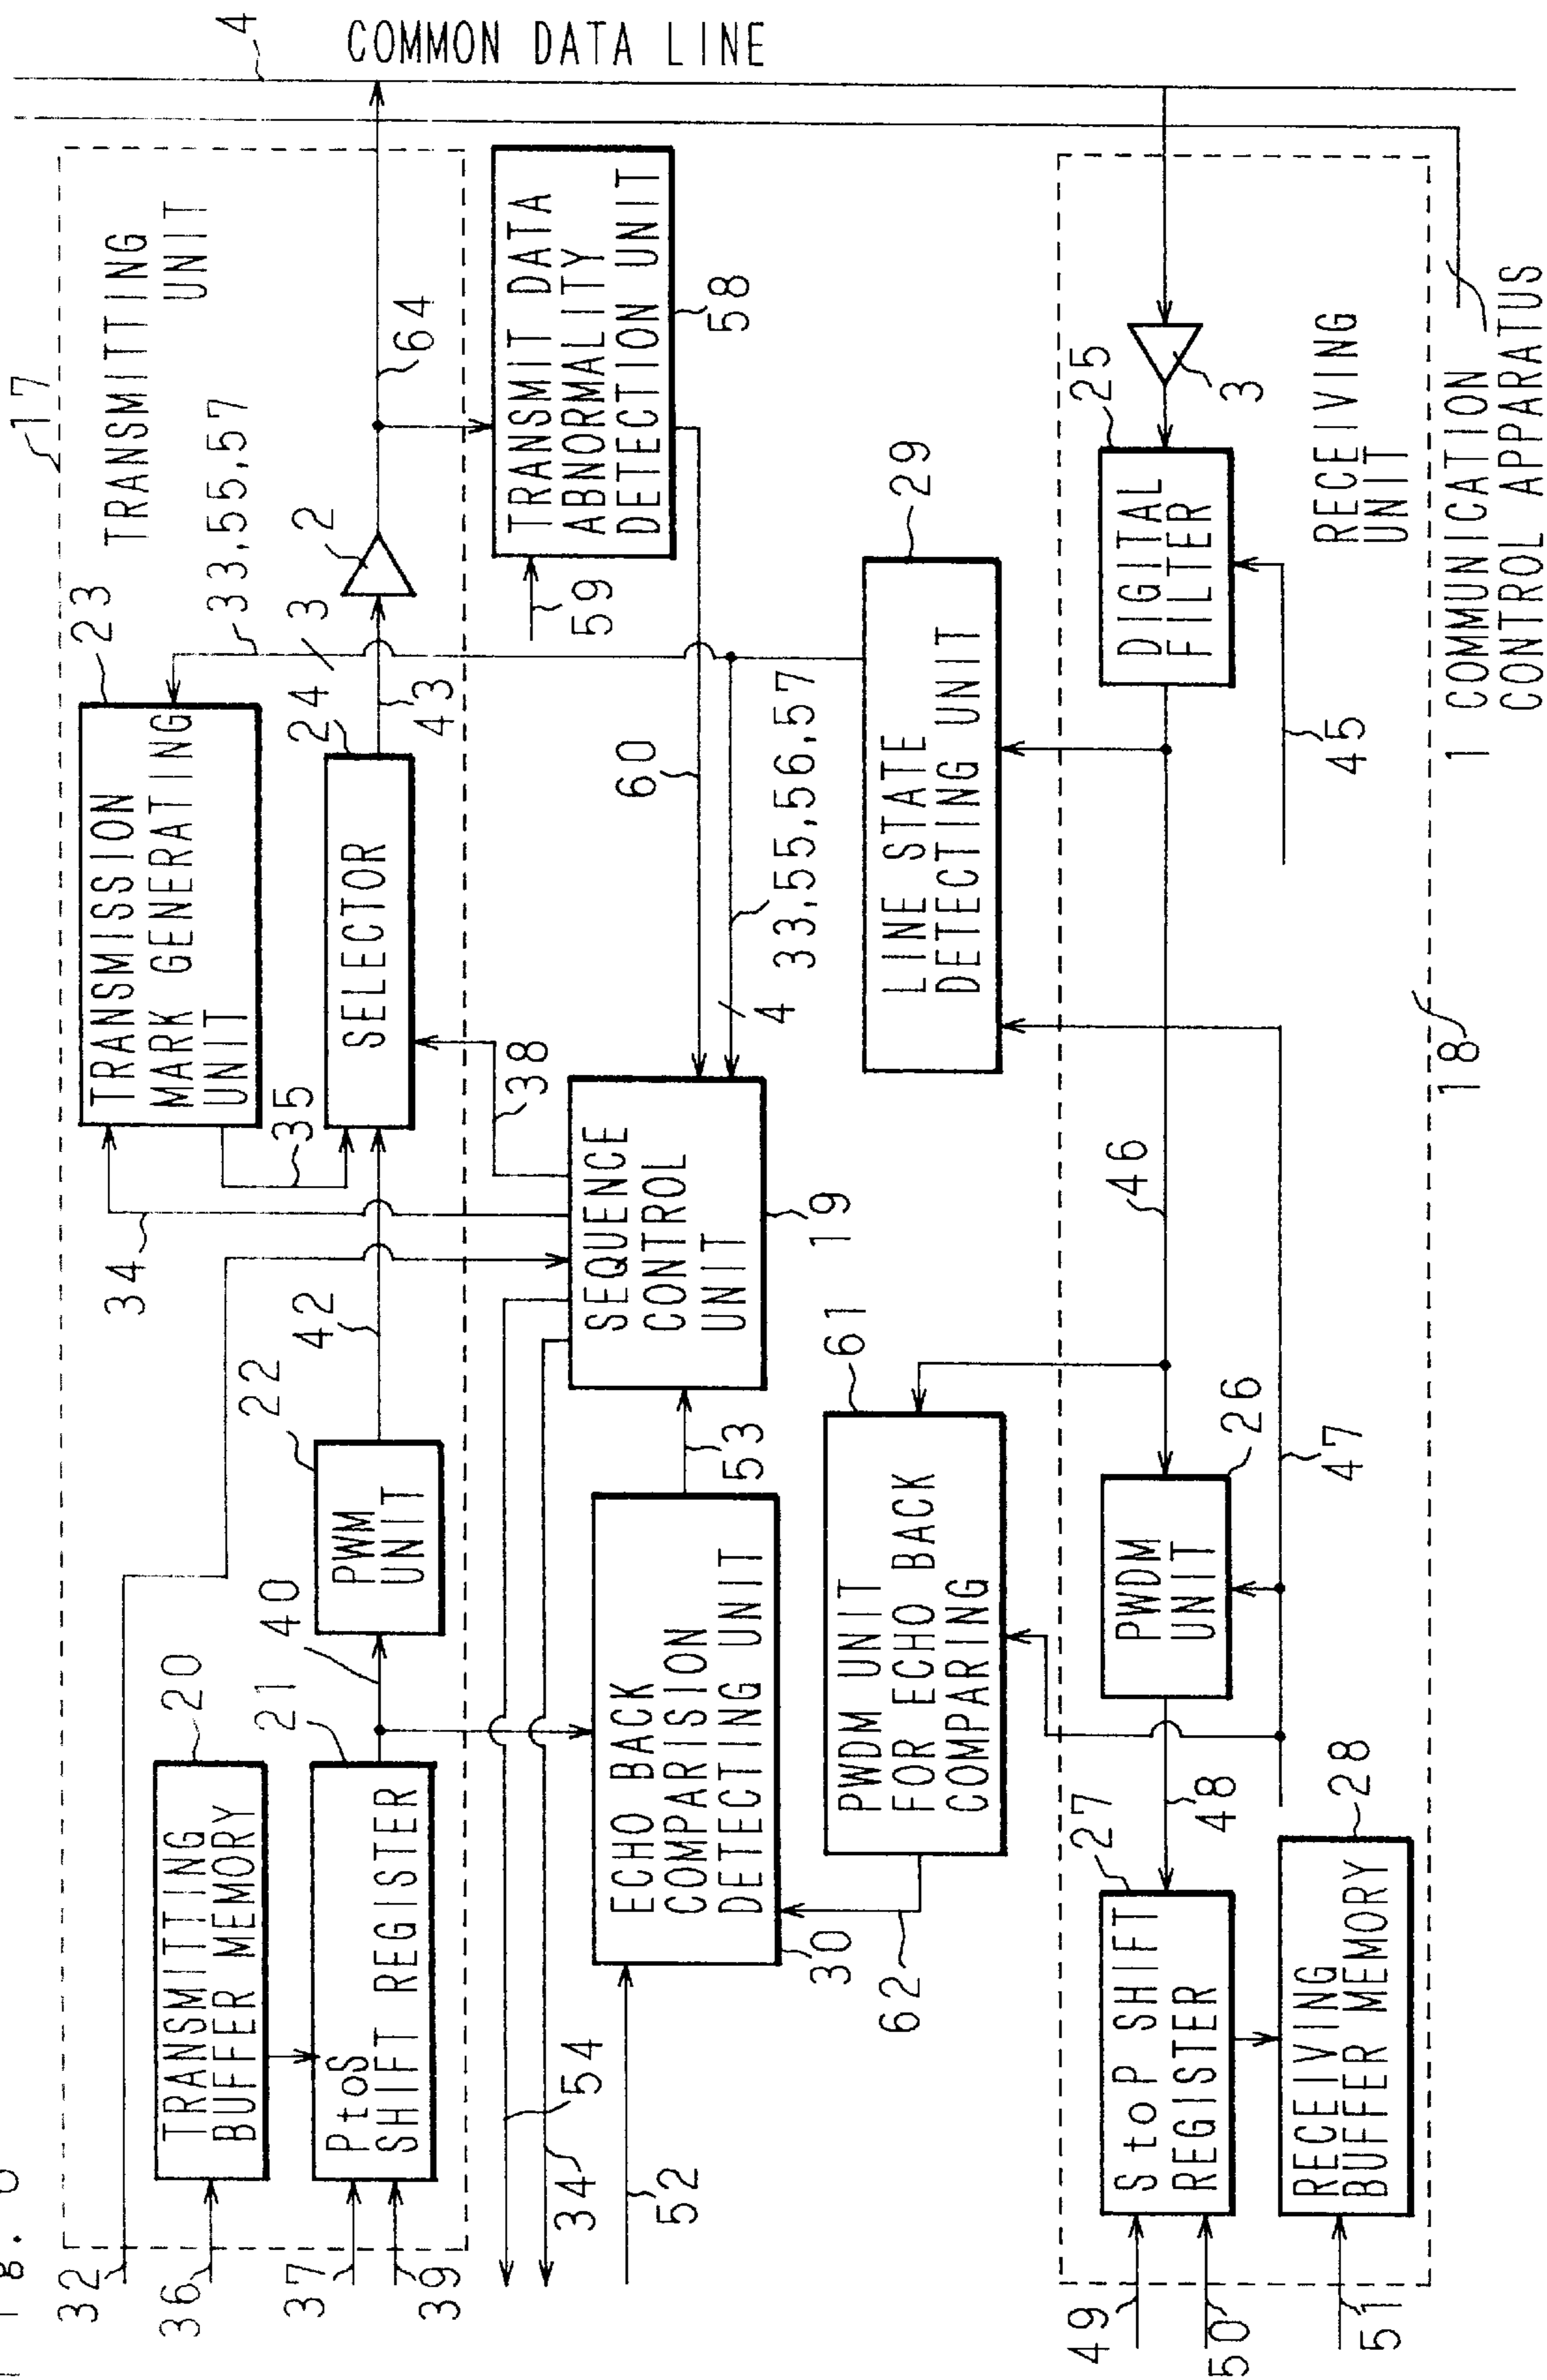 32
17
TRANSMITTING
UNIT
COMMON DATA LINE
4
36
TRANSMITTING
BUFFER MEMORY
20
34
TRANSMISSION
MARK GENERATING
UNIT
23
33,55,57
37
39
PtoS
SHIFT REGISTER
21
40
PWM
UNIT
22
42
35
SELECTOR
24
3
43
2
64
54
34
52
ECHO BACK
COMPARISION
DETECTING UNIT
30
53
SEQUENCE
CONTROL
UNIT
19
38
60
4
33,55,56,57
59
TRANSMIT DATA
ABNORMALITY
DETECTION UNIT
58
62
PWDM UNIT
FOR ECHO BACK
COMPARING
61
LINE STATE
DETECTING UNIT
29
49
50
StoP SHIFT
REGISTER
27
48
PWDM
UNIT
26
46
DIGITAL
FILTER
25
3
51
RECEIVING
BUFFER MEMORY
28
47
45
RECEIVING
UNIT
18
1 COMMUNICATION
CONTROL APPARATUS